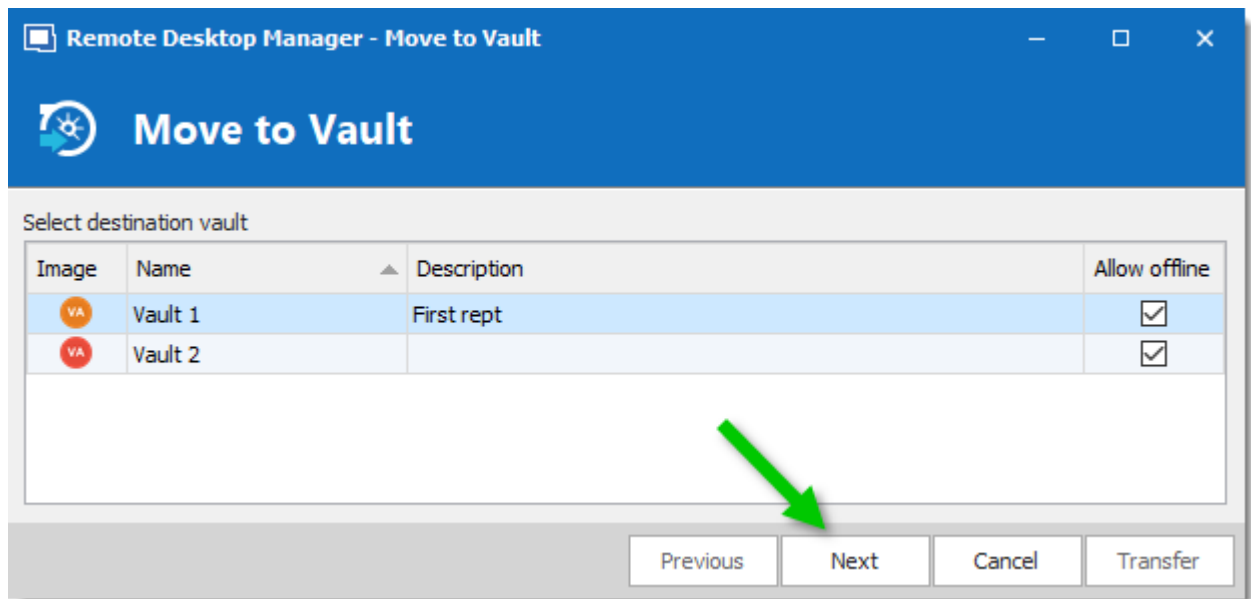 Remote Desktop Manager - Move to Vault
Move to Vault
Select destination vault
Image Name Description Allow offline
VA Vault 1 First rept
VA Vault 2
Previous Next Cancel Transfer